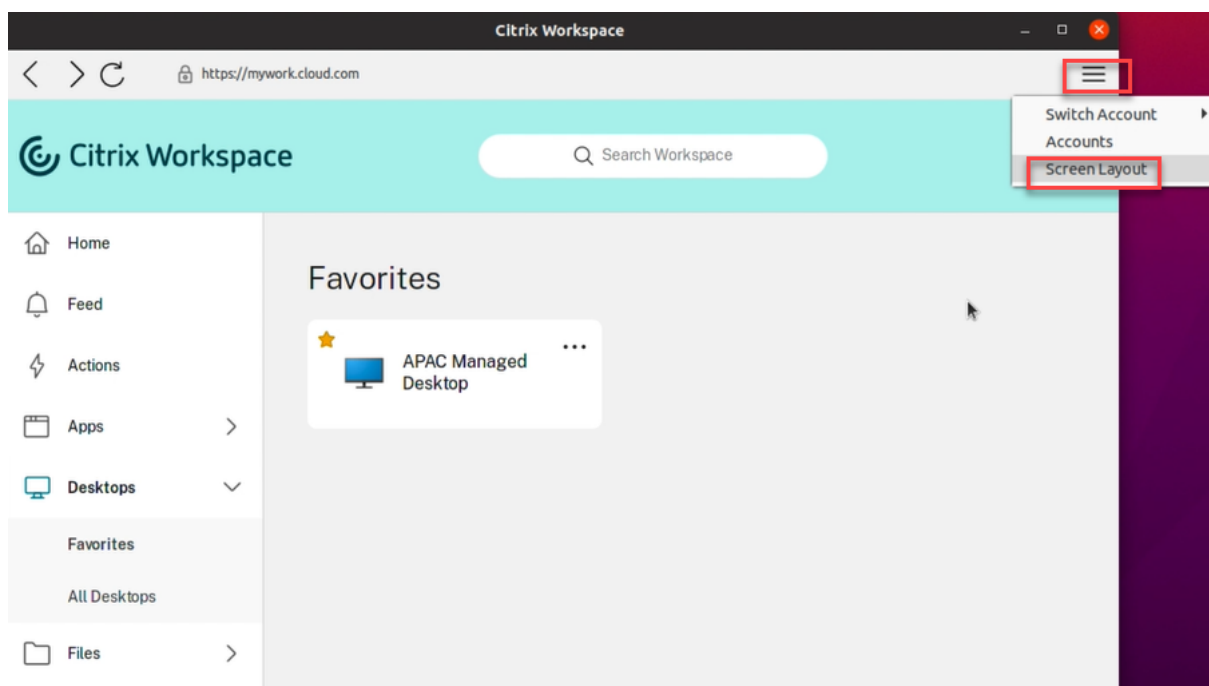 Citrix Workspace
https://mywork.cloud.com
Switch Account
Accounts
Screen Layout
Citrix Workspace
Search Workspace
Home
Feed
Actions
Apps
Desktops
Favorites
All Desktops
Files
Favorites
APAC Managed
Desktop